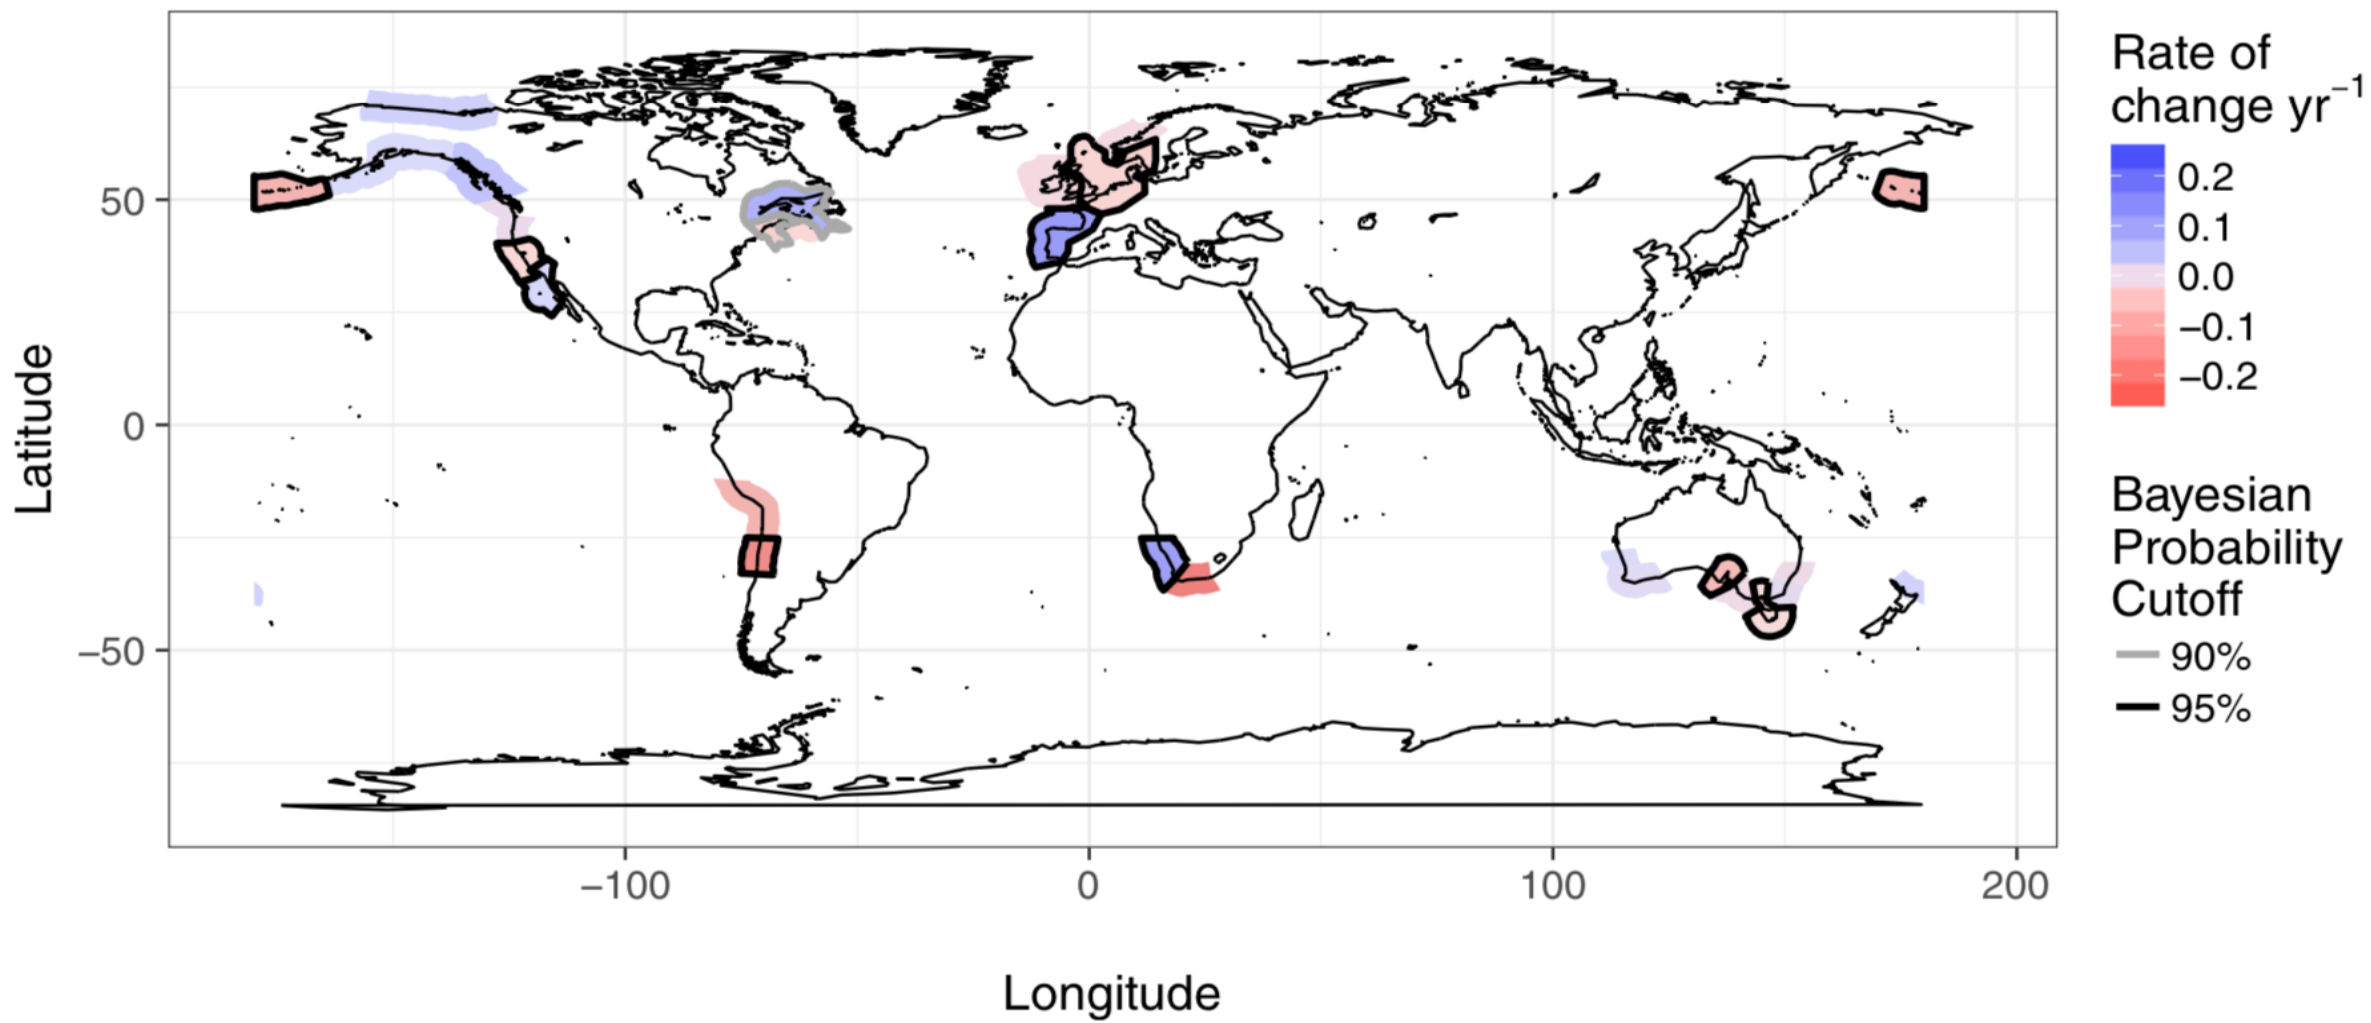 Rate of
change yr−1
0.2
0.1
0.0
−0.1
−0.2
Bayesian
Probability
Cutoff
90%
95%
Latitude
50
0
−50
−100
0
100
200
Longitude